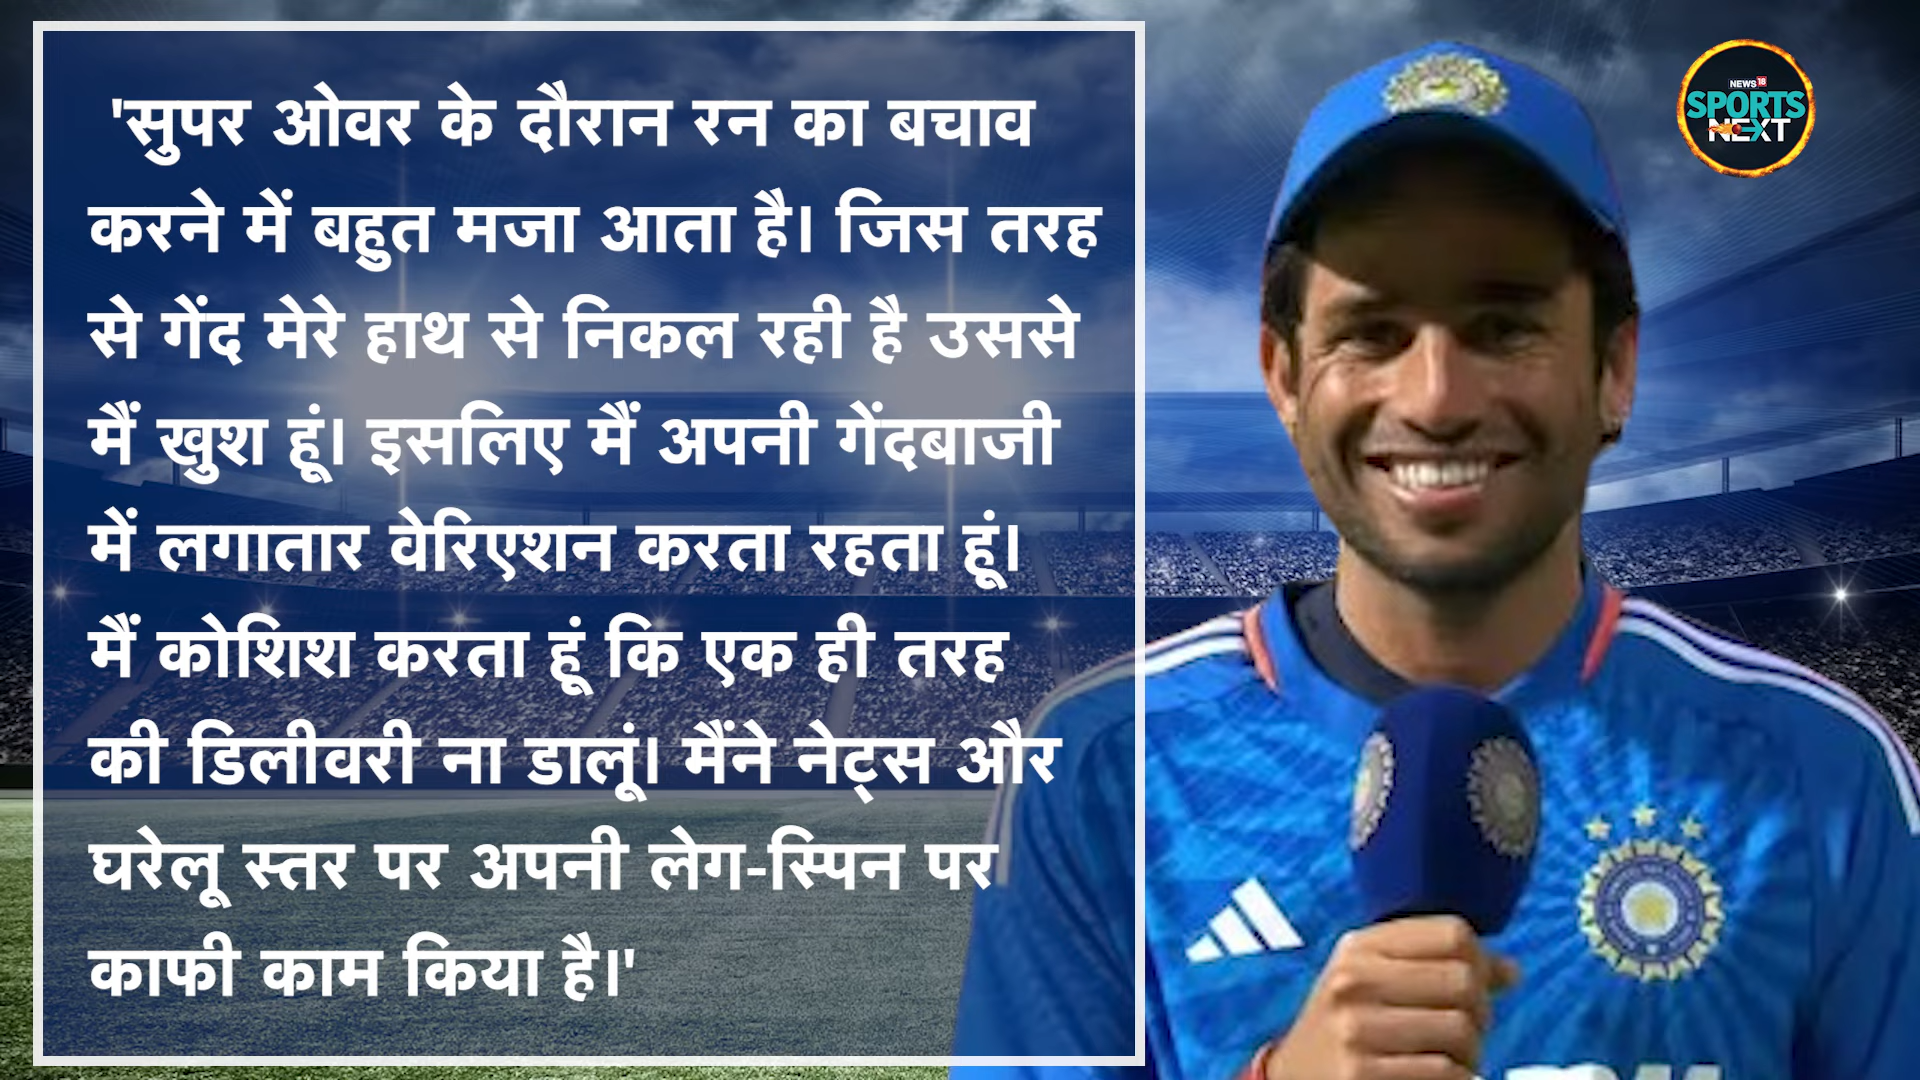 'सुपर ओवर के दौरान रन का बचाव
करने में बहुत मजा आता है। जिस तरह
से गेंद मेरे हाथ से निकल रही है उससे
मैं खुश हूं। इसलिए मैं अपनी गेंदबाजी
में लगातार वेरिएशन करता रहता हूं।
मैं कोशिश करता हूं कि एक ही तरह
की डिलीवरी ना डालूं। मैंने नेट्स और
घरेलू स्तर पर अपनी लेग-स्पिन पर
काफी काम किया है।'
NEWS18
SPORTS
NEXT